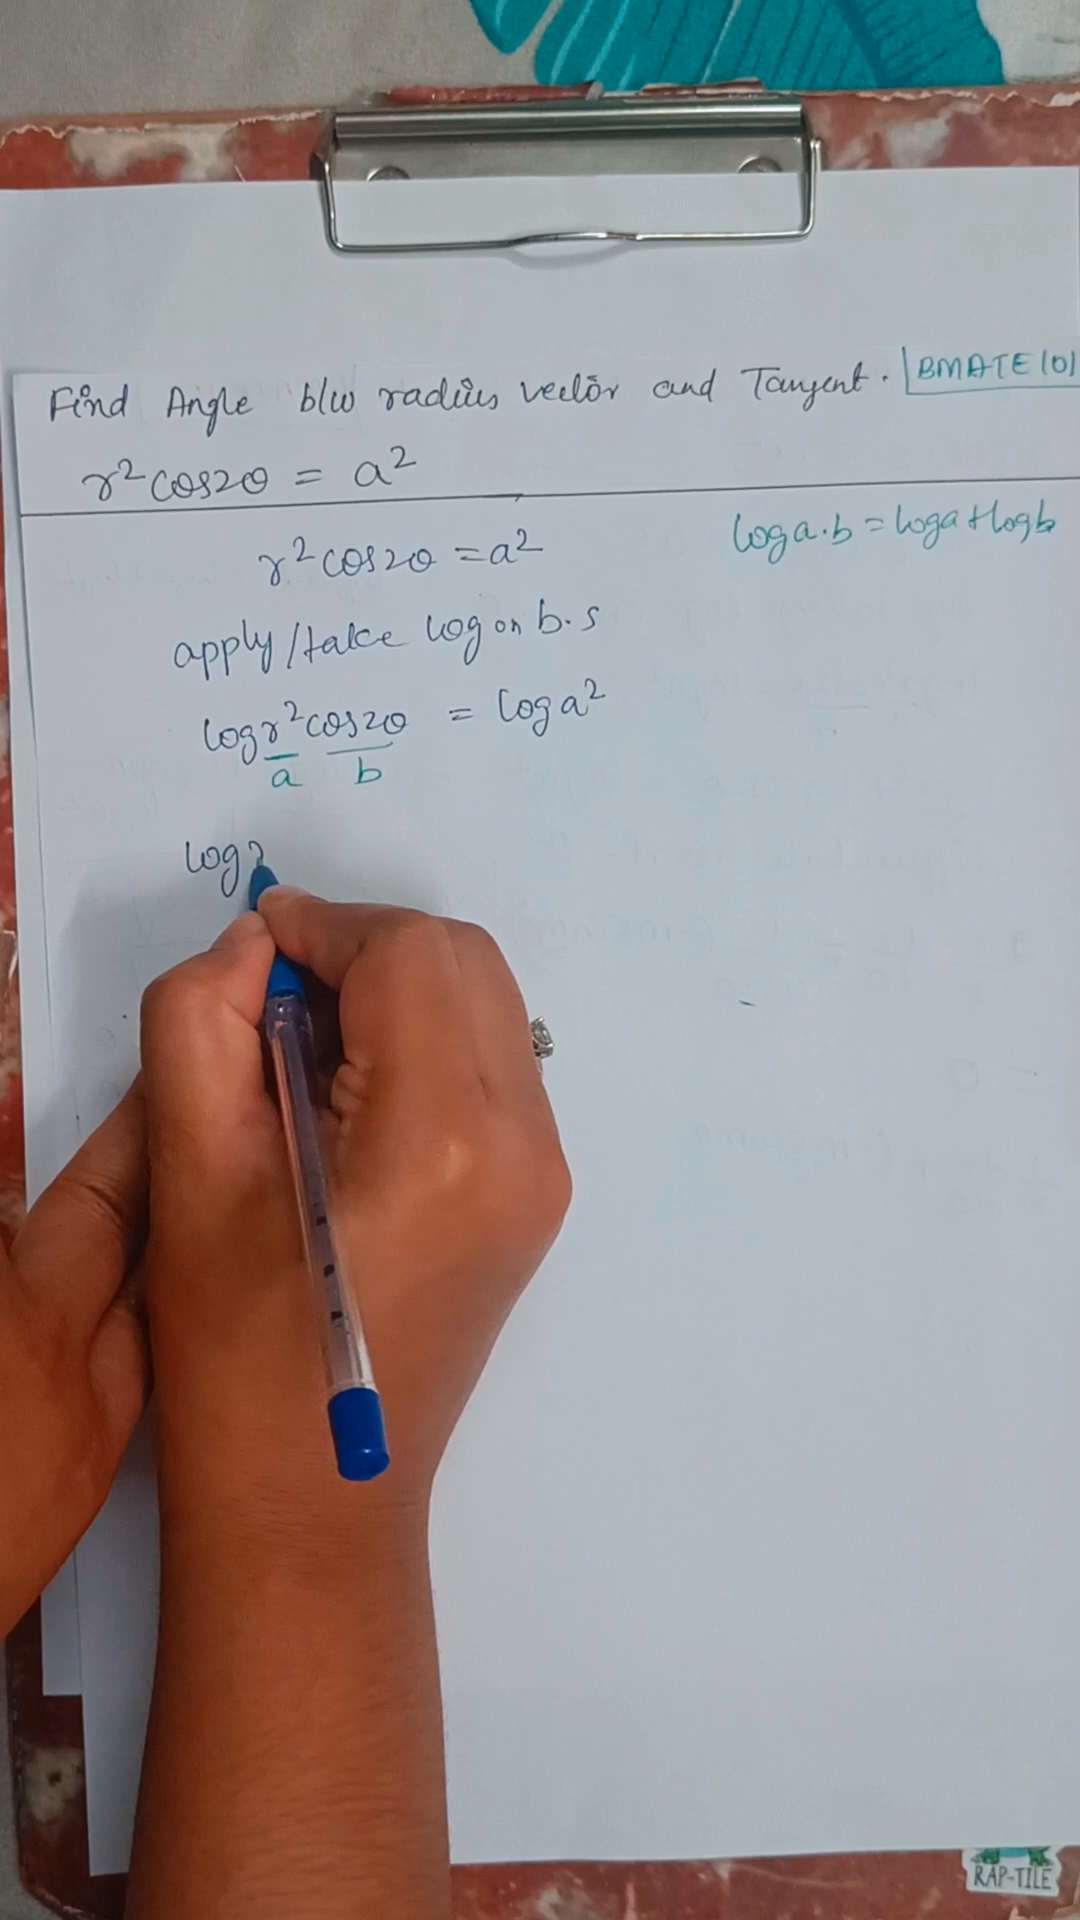 Find Angle b/w radius vector and Tangent. BMATE101
r²cos2θ = a²
r²cos2θ = a²
log a.b = log a + log b
apply/take log on b.s
log r²cos2θ = log a²
a b
log r
RAP-TILE